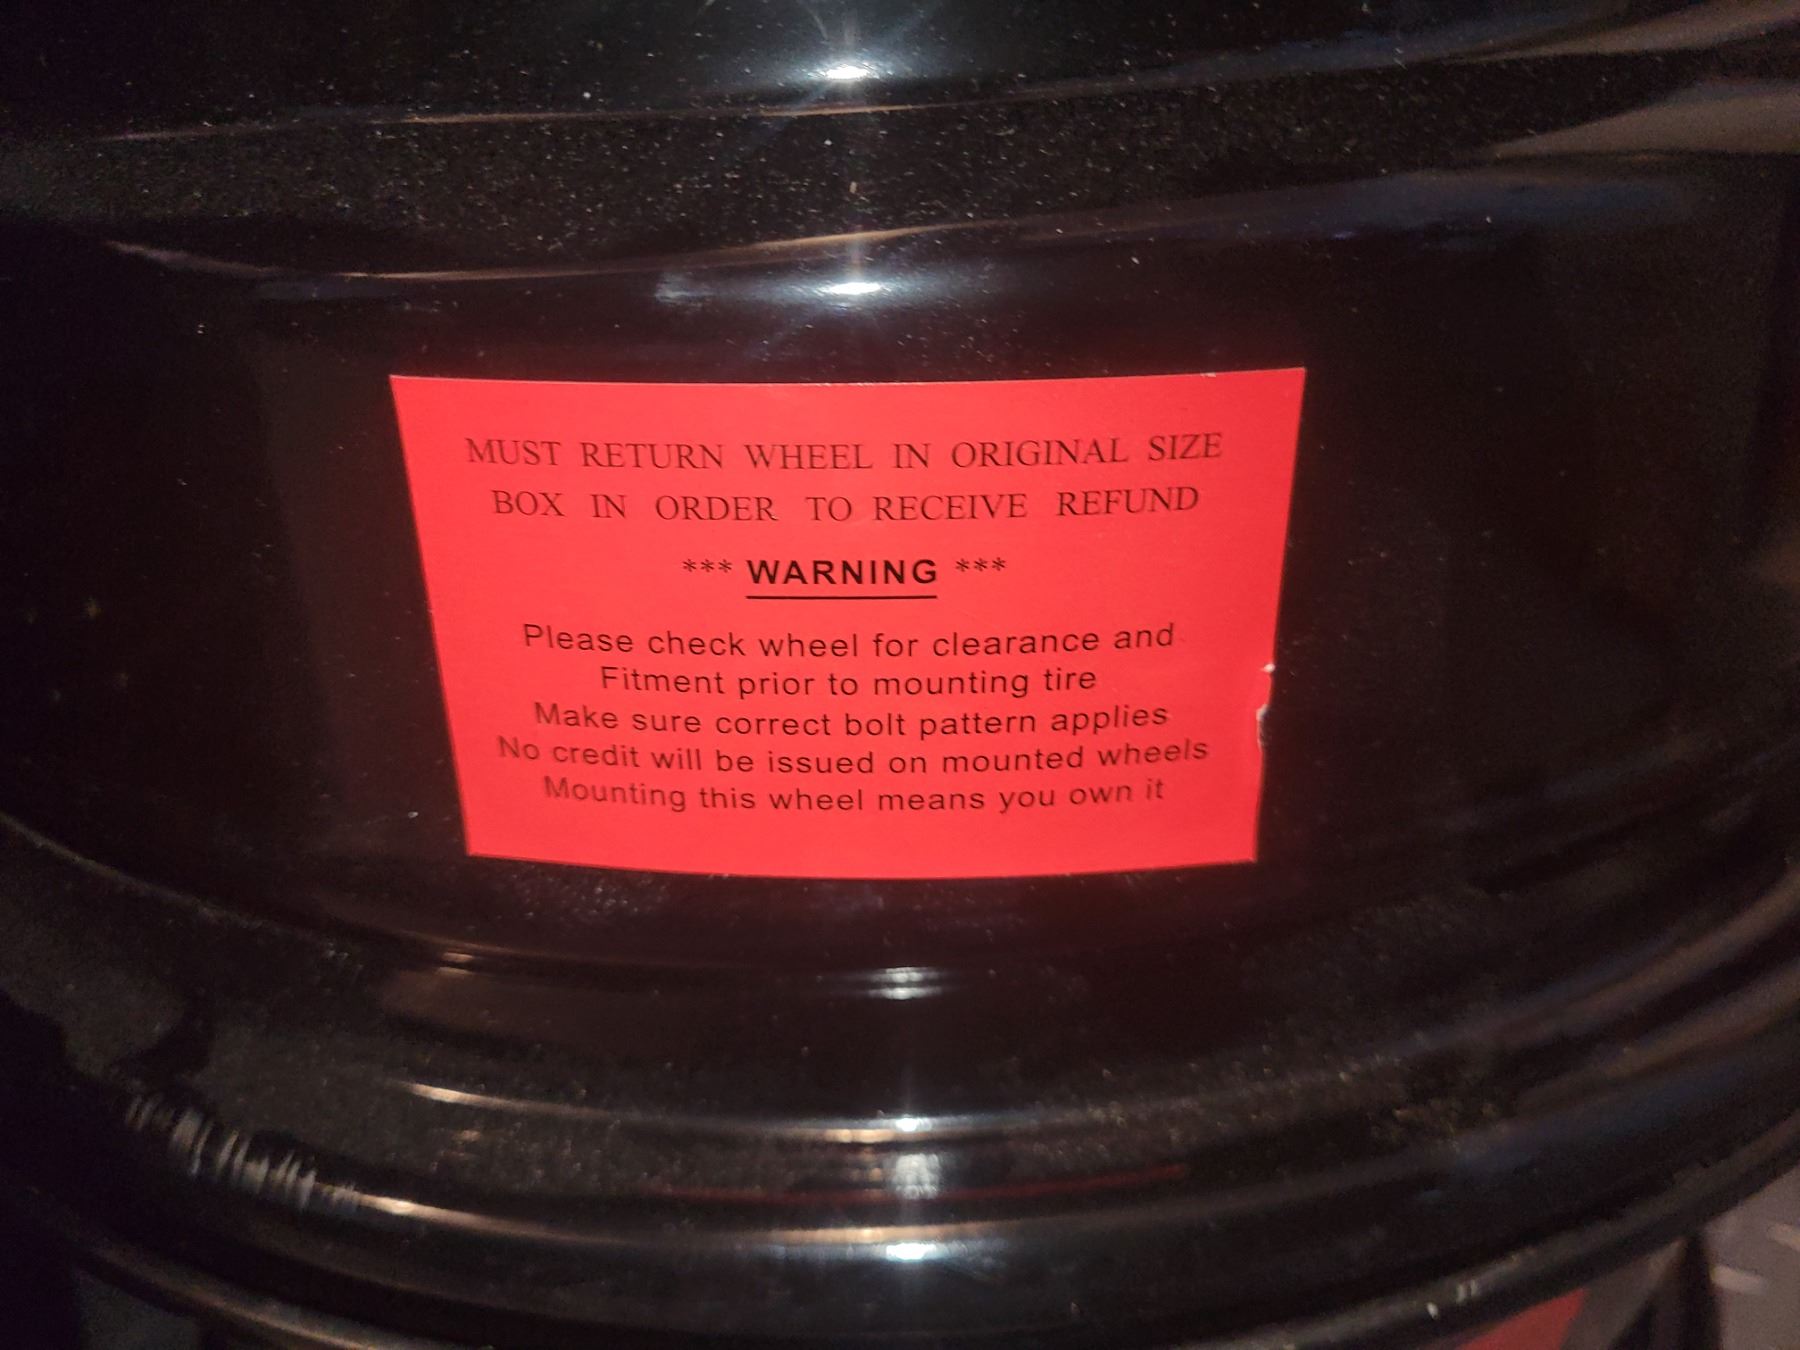 MUST RETURN WHEEL IN ORIGINAL SIZE
BOX IN ORDER TO RECEIVE REFUND
*** WARNING ***
Please check wheel for clearance and
Fitment prior to mounting tire
Make sure correct bolt pattern applies
No credit will be issued on mounted wheels
Mounting this wheel means you own it